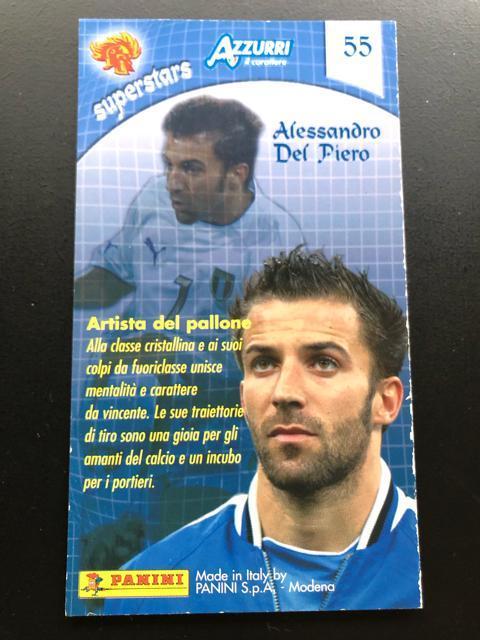 superstars
AZZURRI
il carattere
55
Alessandro
Del Piero
Artista del pallone
Alla classe cristallina e ai suoi
colpi da fuoriclasse unisce
mentalità e carattere
da vincente. Le sue traiettorie
di tiro sono una gioia per gli
amanti del calcio e un incubo
per i portieri.
PANINI
Made in Italy by
PANINI S.p.A. - Modena